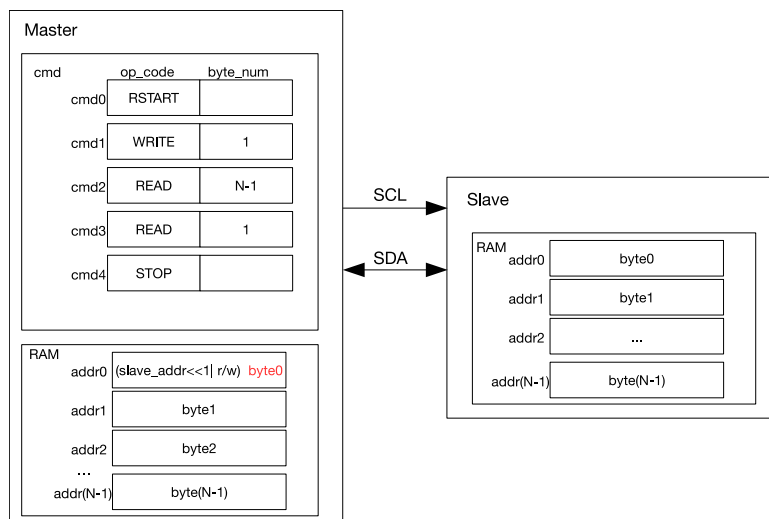 Master
cmd op_code byte_num
cmd0 RSTART
cmd1 WRITE 1
cmd2 READ N-1
cmd3 READ 1
cmd4 STOP
RAM
addr0 (slave_addr<<1| r/w) byte0
addr1 byte1
addr2 byte2
...
addr(N-1) byte(N-1)
SCL
SDA
Slave
RAM
addr0 byte0
addr1 byte1
addr2 ...
addr(N-1) byte(N-1)